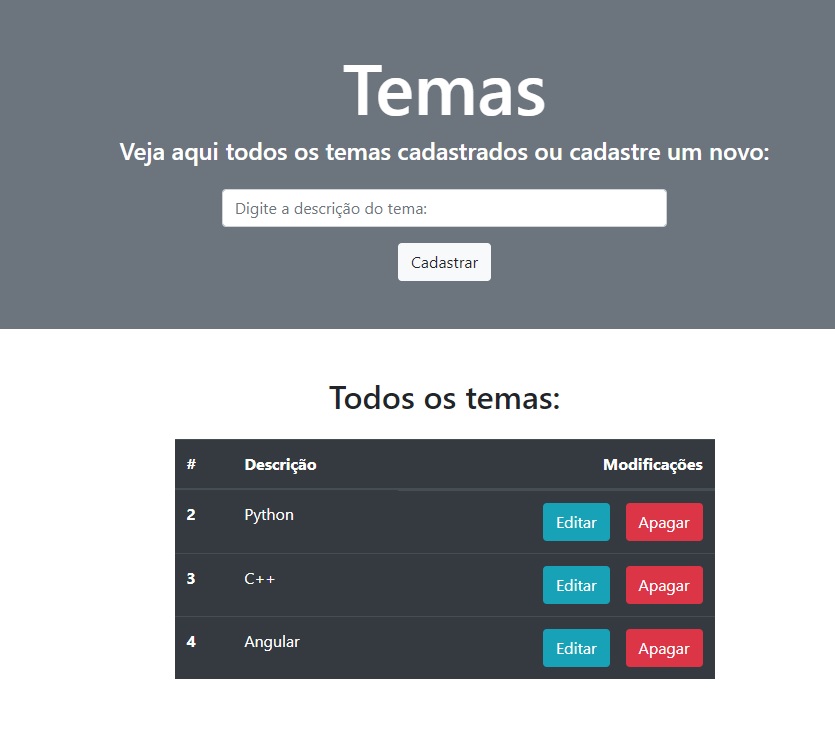 Temas
Veja aqui todos os temas cadastrados ou cadastre um novo:
Digite a descrição do tema:
Cadastrar
Todos os temas:
# Descrição Modificações
2 Python Editar Apagar
3 C++ Editar Apagar
4 Angular Editar Apagar